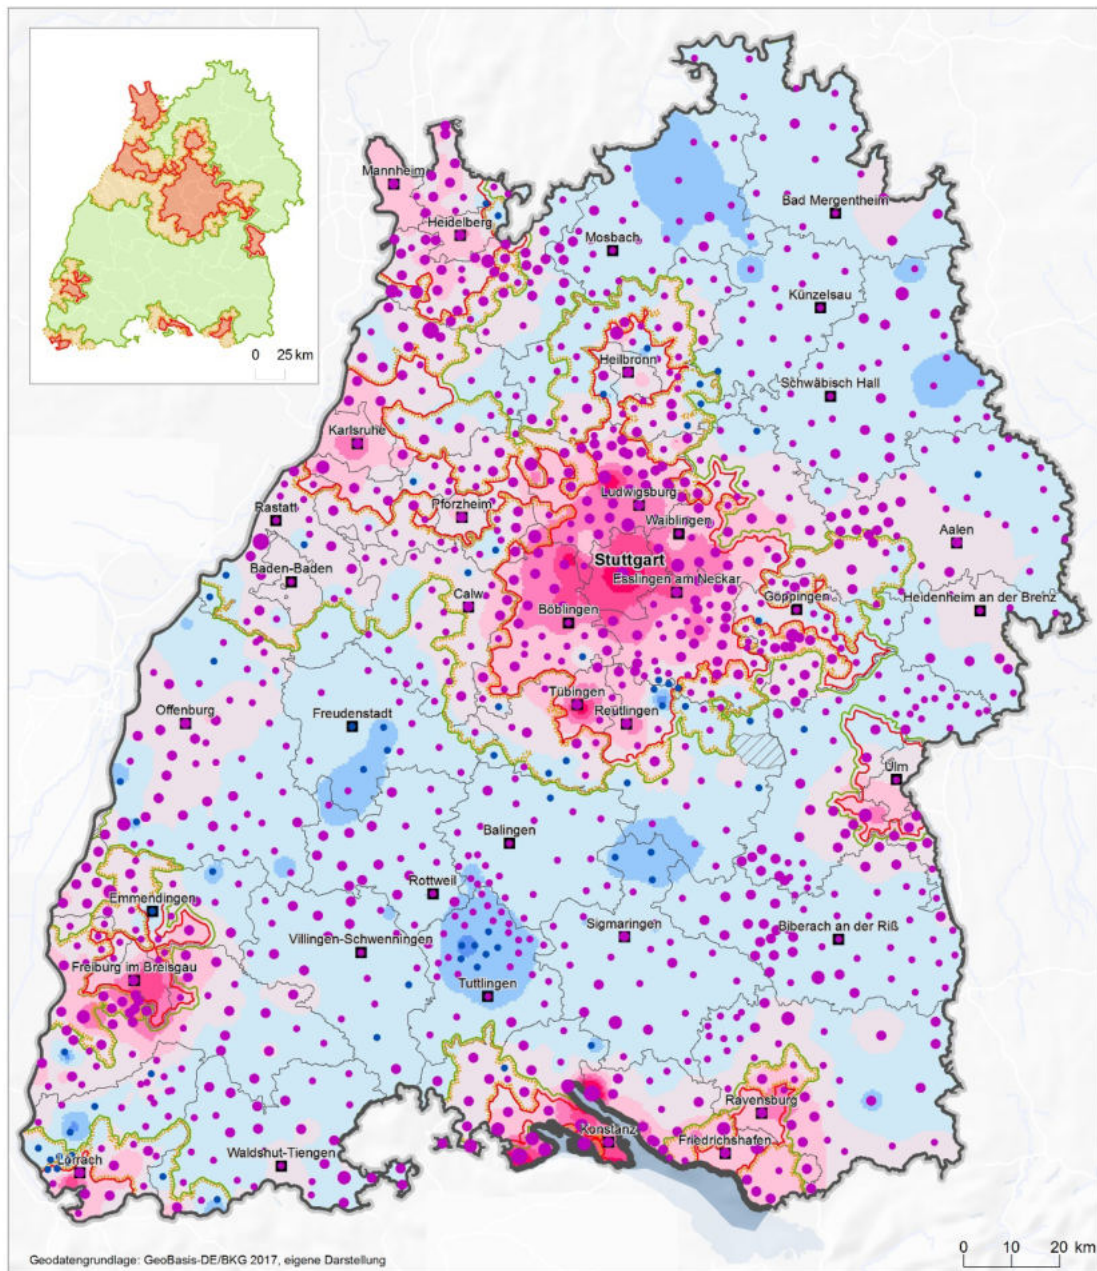 0 25 km
Mannheim
Heidelberg
Bad Mergentheim
Mosbach
Künzelsau
Heilbronn
Schwäbisch Hall
Karlsruhe
Ludwigsburg
Pforzheim
Rastatt
Waiblingen
Aalen
Stuttgart
Baden-Baden
Esslingen am Neckar
Calw
Göppingen
Heidenheim an der Brenz
Böblingen
Tübingen
Offenburg
Freudenstadt
Reutlingen
Ulm
Balingen
Rottweil
Emmendingen
Sigmaringen
Biberach an der Riß
Villingen-Schwenningen
Freiburg im Breisgau
Tuttlingen
Ravensburg
Konstanz
Friedrichshafen
Waldshut-Tiengen
Lörrach
Geodatengrundlage: GeoBasis-DE/BKG 2017, eigene Darstellung
0 10 20 km